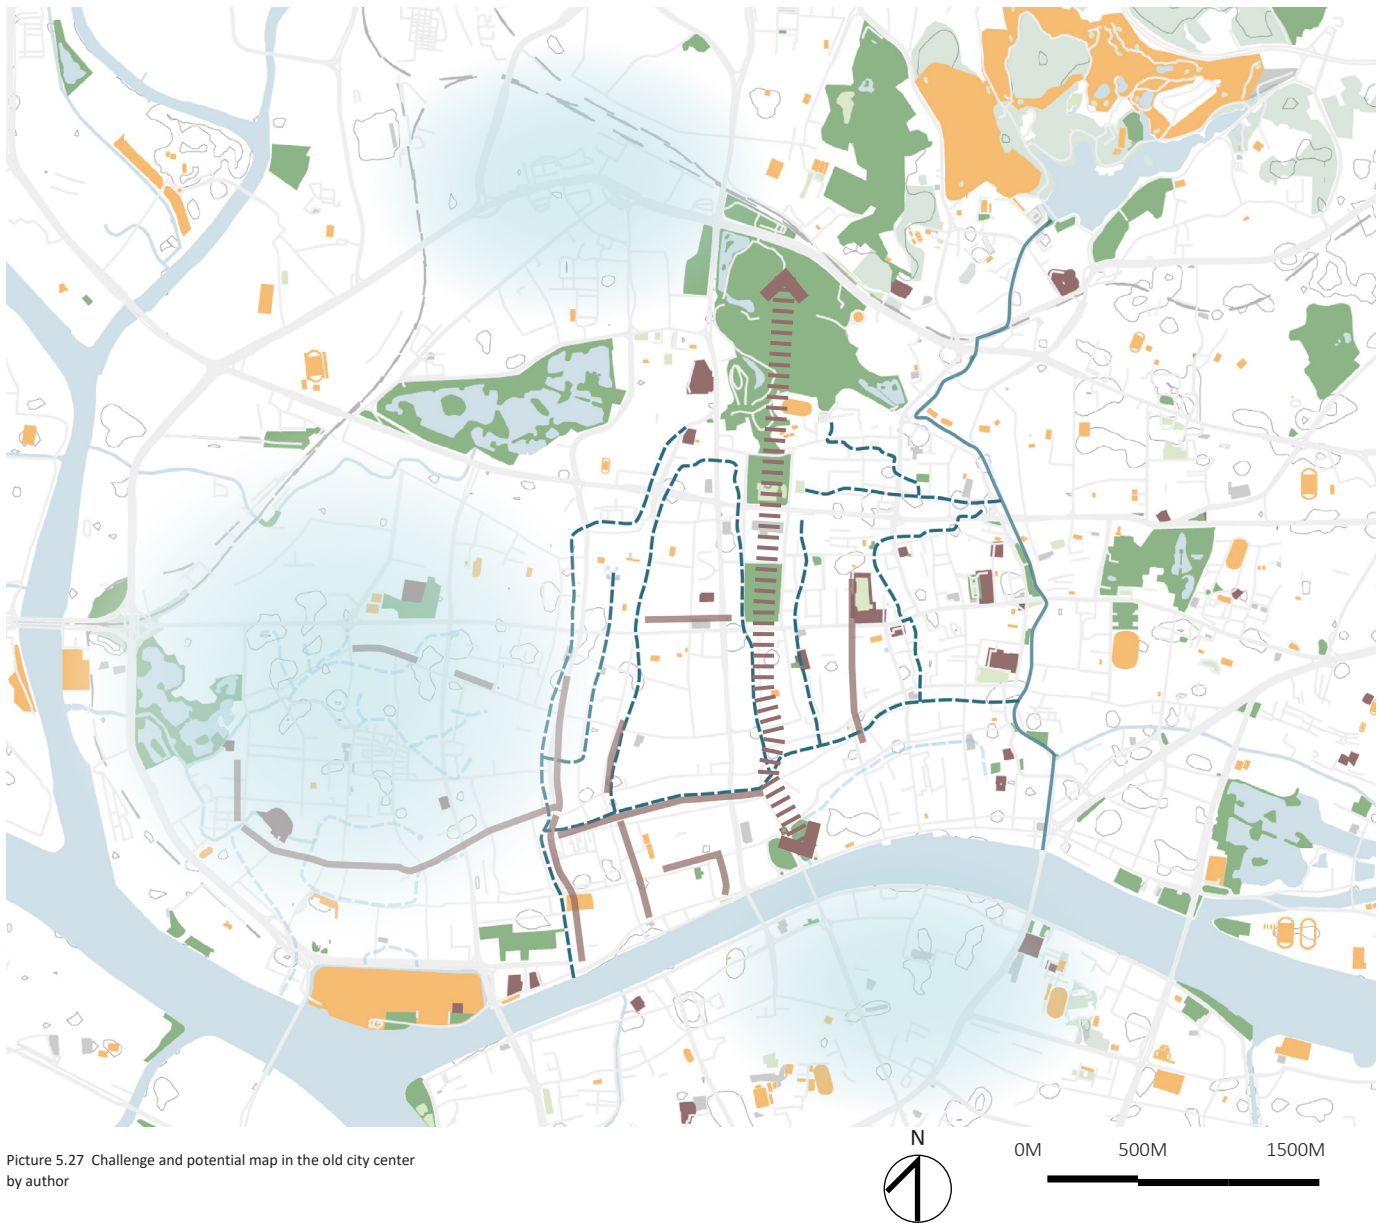 N
0M 500M 1500M
Picture 5.27 Challenge and potential map in the old city center
by author